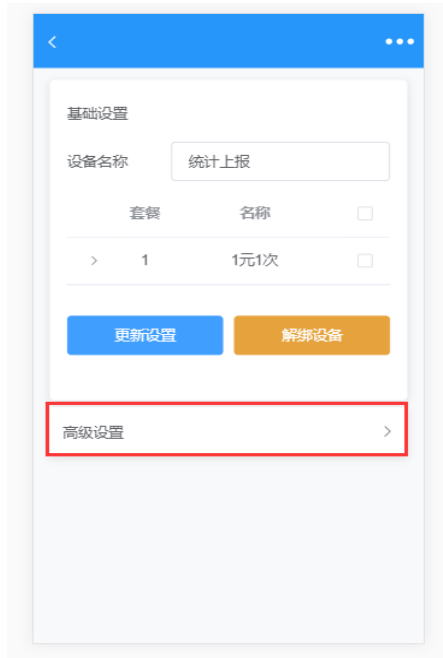 基础设置
设备名称 统计上报
套餐 名称
1 1元1次
更新设置 解绑设备
高级设置